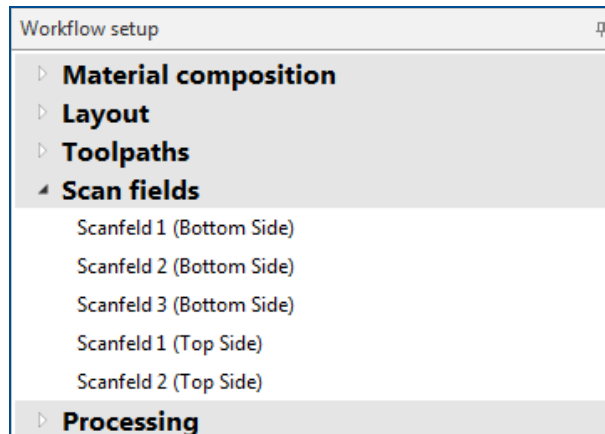 Workflow setup
Material composition
Layout
Toolpaths
Scan fields
Scanfeld 1 (Bottom Side)
Scanfeld 2 (Bottom Side)
Scanfeld 3 (Bottom Side)
Scanfeld 1 (Top Side)
Scanfeld 2 (Top Side)
Processing